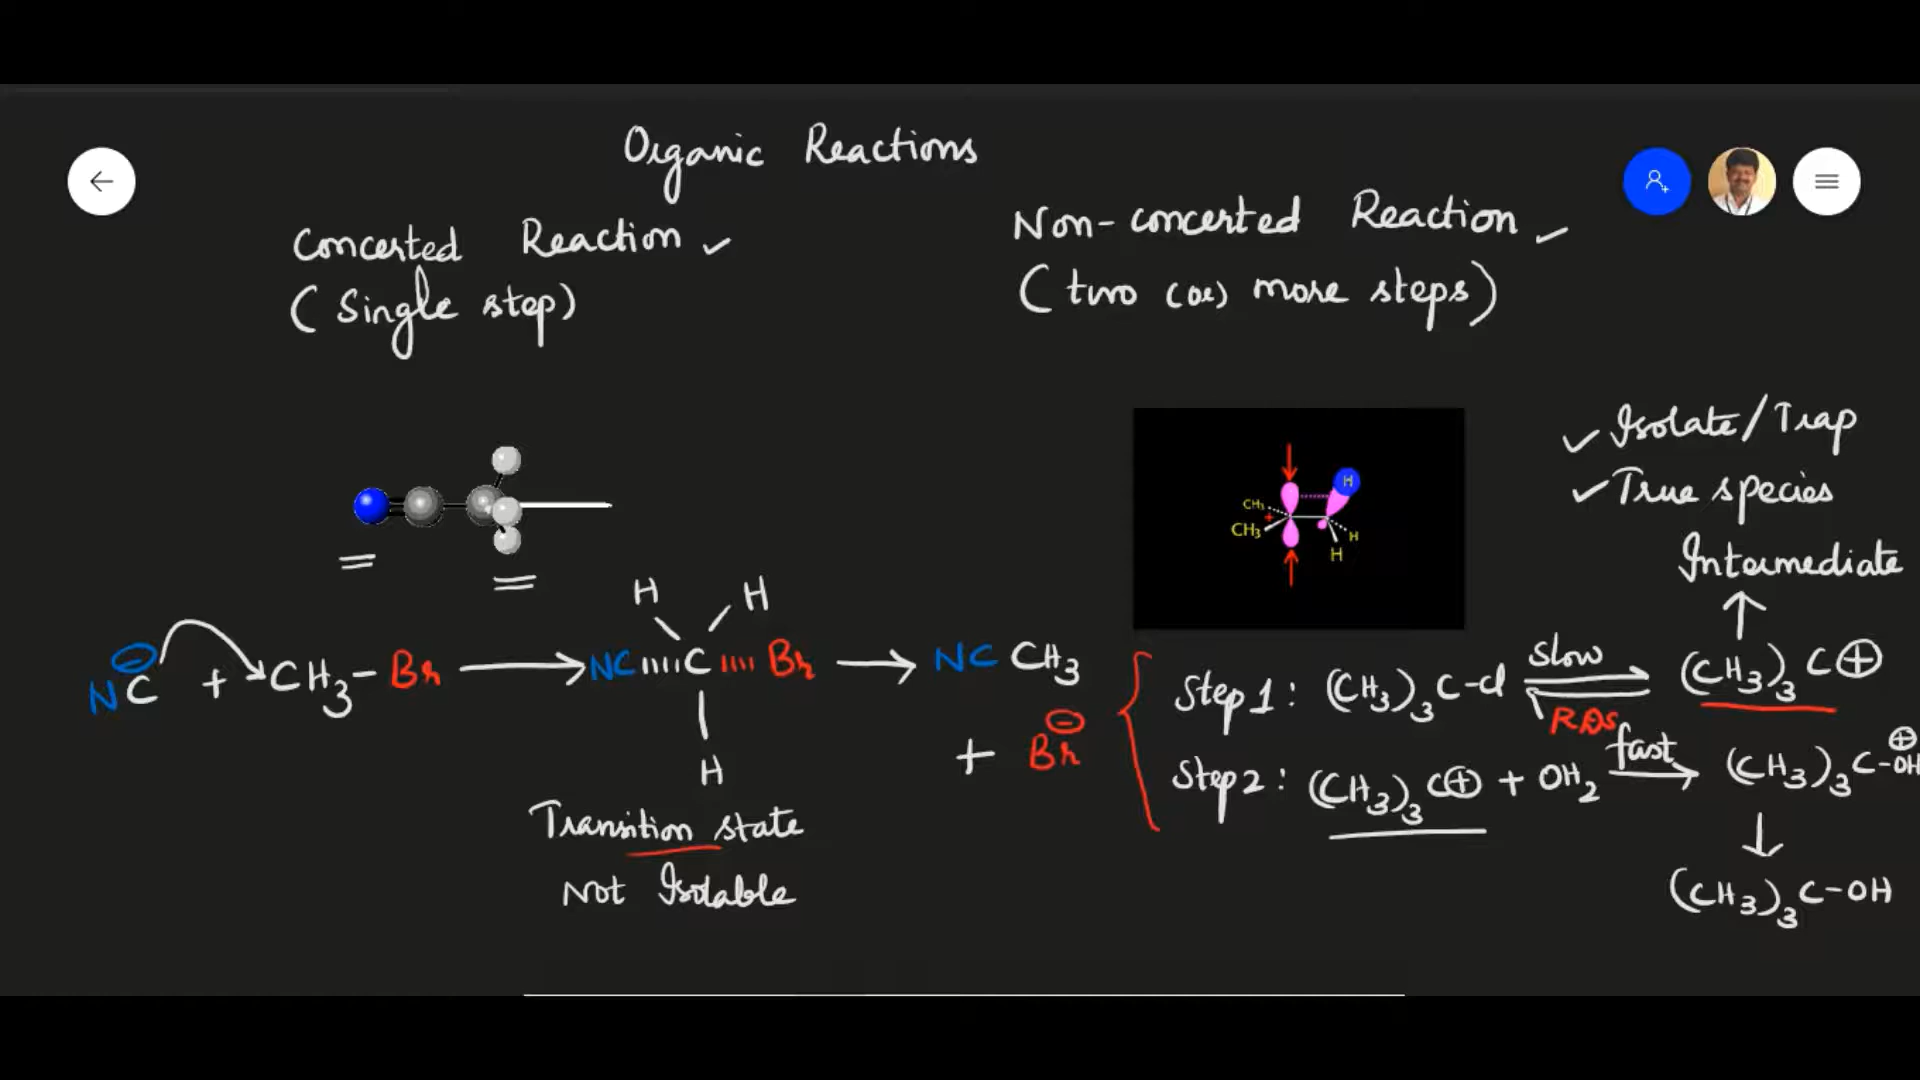 Organic Reactions
Concerted Reaction ✓
(Single step)
Non-concerted Reaction ✓
(two (or) more steps)
✓ Isolate/Trap
✓ True species
Intermediate
H
CH3
+
CH3
H
H
NC⊖ + CH3-Br → NC''''C''''Br → NC CH3
H H
H
+ Br⊖
Transition state
Not Isolable
Step 1 : (CH3)3C-Cl slow (CH3)3C⊕
RDS
Step 2 : (CH3)3C⊕ + OH2 fast → (CH3)3C-OH
⊕
↓
(CH3)3C-OH